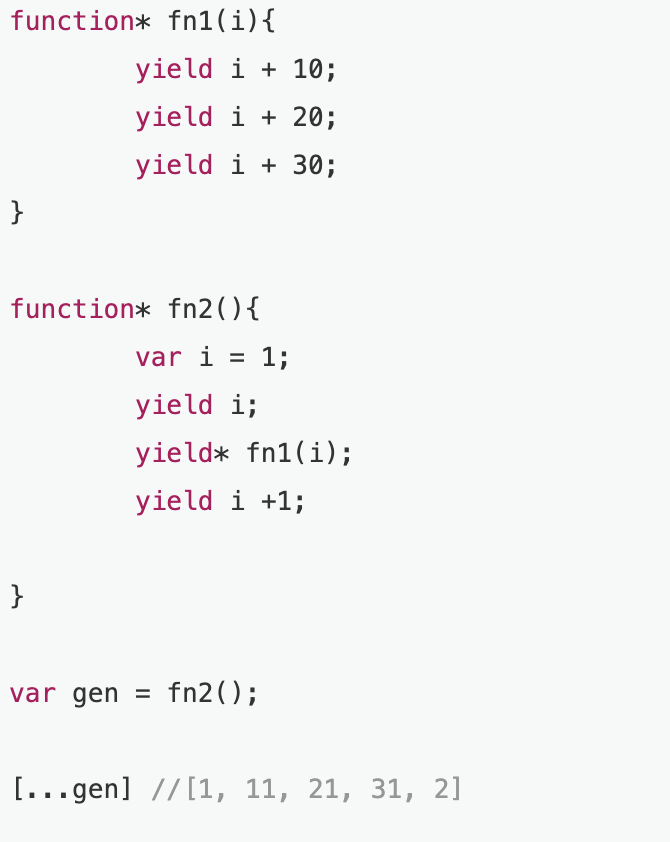 function* fn1(i){
        yield i + 10;
        yield i + 20;
        yield i + 30;
}

function* fn2(){
        var i = 1;
        yield i;
        yield* fn1(i);
        yield i +1;

}

var gen = fn2();

[...gen] //[1, 11, 21, 31, 2]